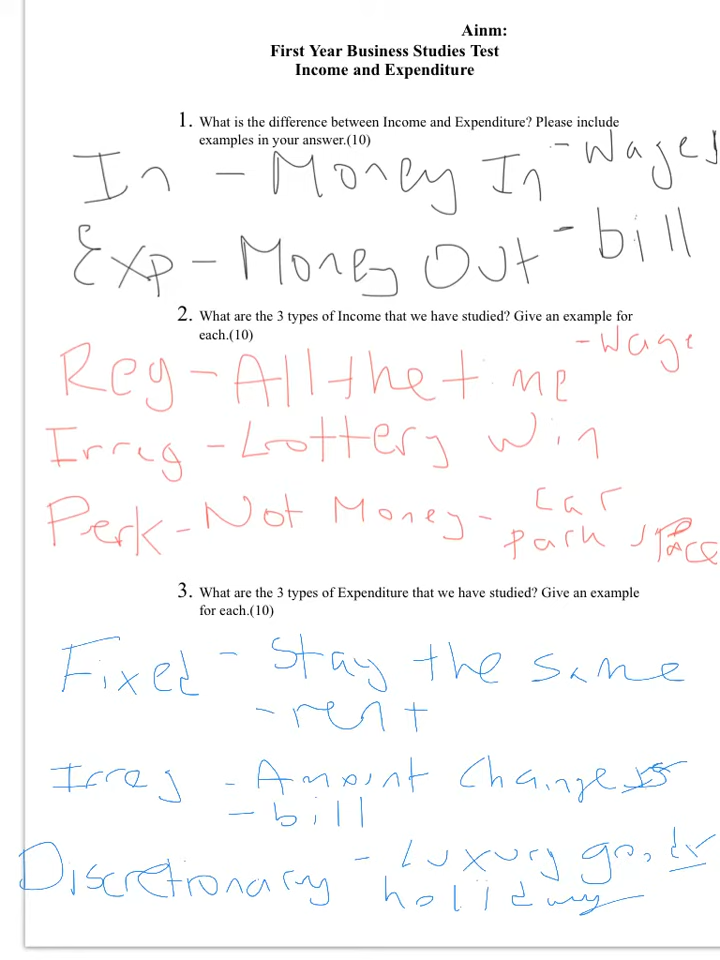 Ainm:
First Year Business Studies Test
Income and Expenditure
1. What is the difference between Income and Expenditure? Please include
examples in your answer.(10)
In - Money In - Wages
Exp - Money Out - bill
2. What are the 3 types of Income that we have studied? Give an example for
each.(10)
Reg - All the time - Wage
Irreg - Lottery Win
Perk - Not Money - Car
park space
3. What are the 3 types of Expenditure that we have studied? Give an example
for each.(10)
Fixed - Stay the same
- rent
Irreg - Amount Changes
- bill
Discretionary - Luxury goods
holiday